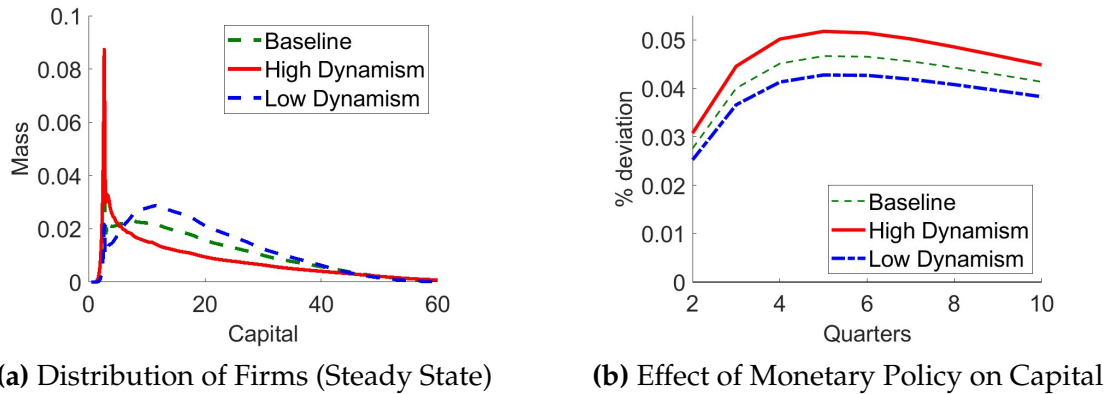 0.1
0.08
0.06
0.04
0.02
0
Mass
0
20
40
60
Capital
Baseline
High Dynamism
Low Dynamism
(a) Distribution of Firms (Steady State)
0.05
0.04
0.03
0.02
0.01
0
% deviation
2
4
6
8
10
Quarters
Baseline
High Dynamism
Low Dynamism
(b) Effect of Monetary Policy on Capital